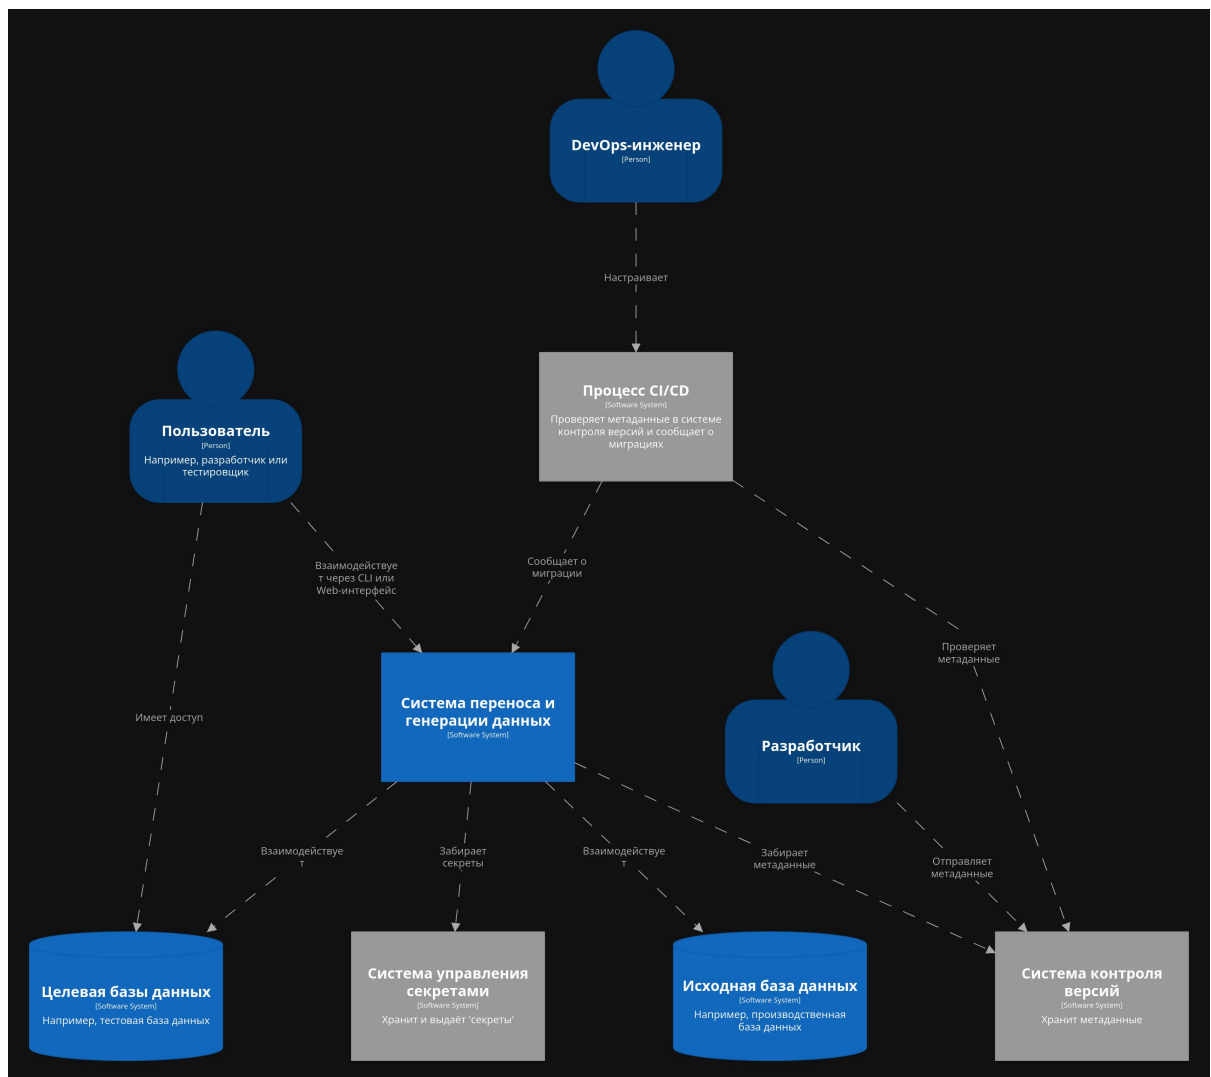 DevOps-инженер
[Person]
Настраивает
Процесс CI/CD
[Software System]
Проверяет метаданные в системе
контроля версий и сообщает о
миграциях
Пользователь
[Person]
Например, разработчик или
тестировщик
Взаимодействуе
т через CLI или
Web-интерфейс
Сообщает о
миграции
Проверяет
метаданные
Имеет доступ
Система переноса и
генерации данных
[Software System]
Разработчик
[Person]
Взаимодействуе
т
Забирает
секреты
Взаимодействуе
т
Забирает
метаданные
Отправляет
метаданные
Целевая базы данных
[Software System]
Например, тестовая база данных
Система управления
секретами
[Software System]
Хранит и выдаёт 'секреты'
Исходная база данных
[Software System]
Например, производственная
база данных
Система контроля
версий
[Software System]
Хранит метаданные